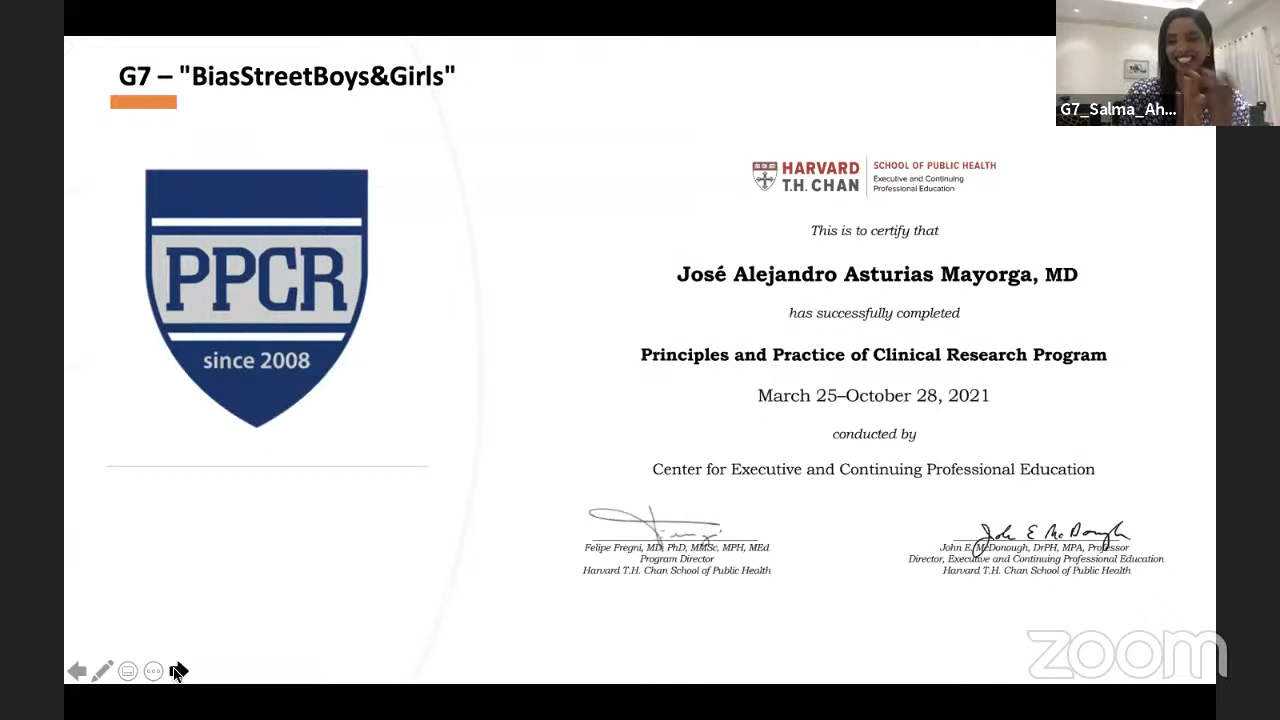 G7 – "BiasStreetBoys&Girls"
G7_Salma_Ah...
PPCR
since 2008
HARVARD
T.H. CHAN
SCHOOL OF PUBLIC HEALTH
Executive and Continuing
Professional Education
This is to certify that
José Alejandro Asturias Mayorga, MD
has successfully completed
Principles and Practice of Clinical Research Program
March 25–October 28, 2021
conducted by
Center for Executive and Continuing Professional Education
Felipe Fregni, MD, PhD, MMSc, MPH, MEd
Program Director
Harvard T.H. Chan School of Public Health
John E McDonough
John E. McDonough, DrPH, MPA, Professor
Director, Executive and Continuing Professional Education
Harvard T.H. Chan School of Public Health
zoom